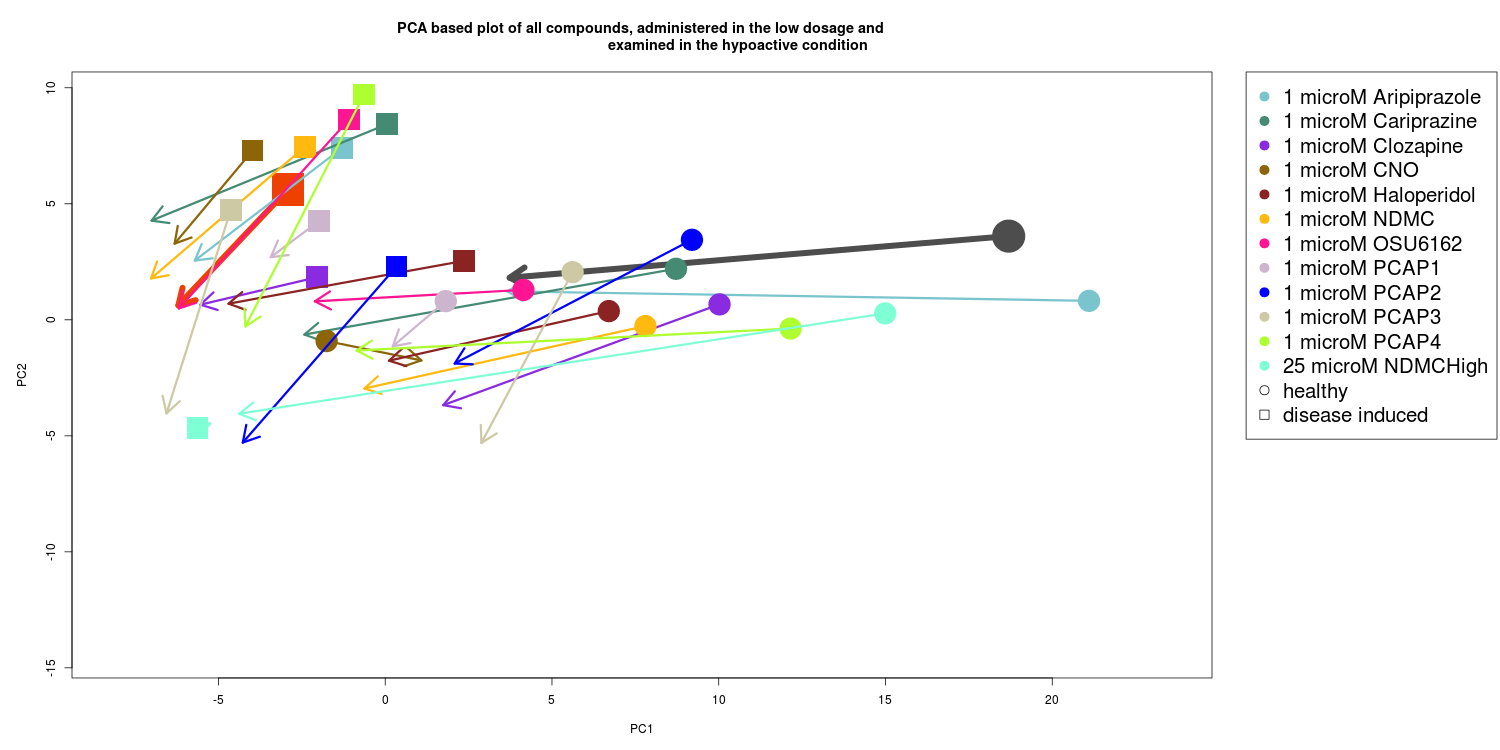 PCA based plot of all compounds, administered in the low dosage and
examined in the hypoactive condition
10
5
0
-5
-10
-15
PC2
-5
0
5
10
15
20
PC1
1 microM Aripiprazole
1 microM Cariprazine
1 microM Clozapine
1 microM CNO
1 microM Haloperidol
1 microM NDMC
1 microM OSU6162
1 microM PCAP1
1 microM PCAP2
1 microM PCAP3
1 microM PCAP4
25 microM NDMCHigh
healthy
disease induced